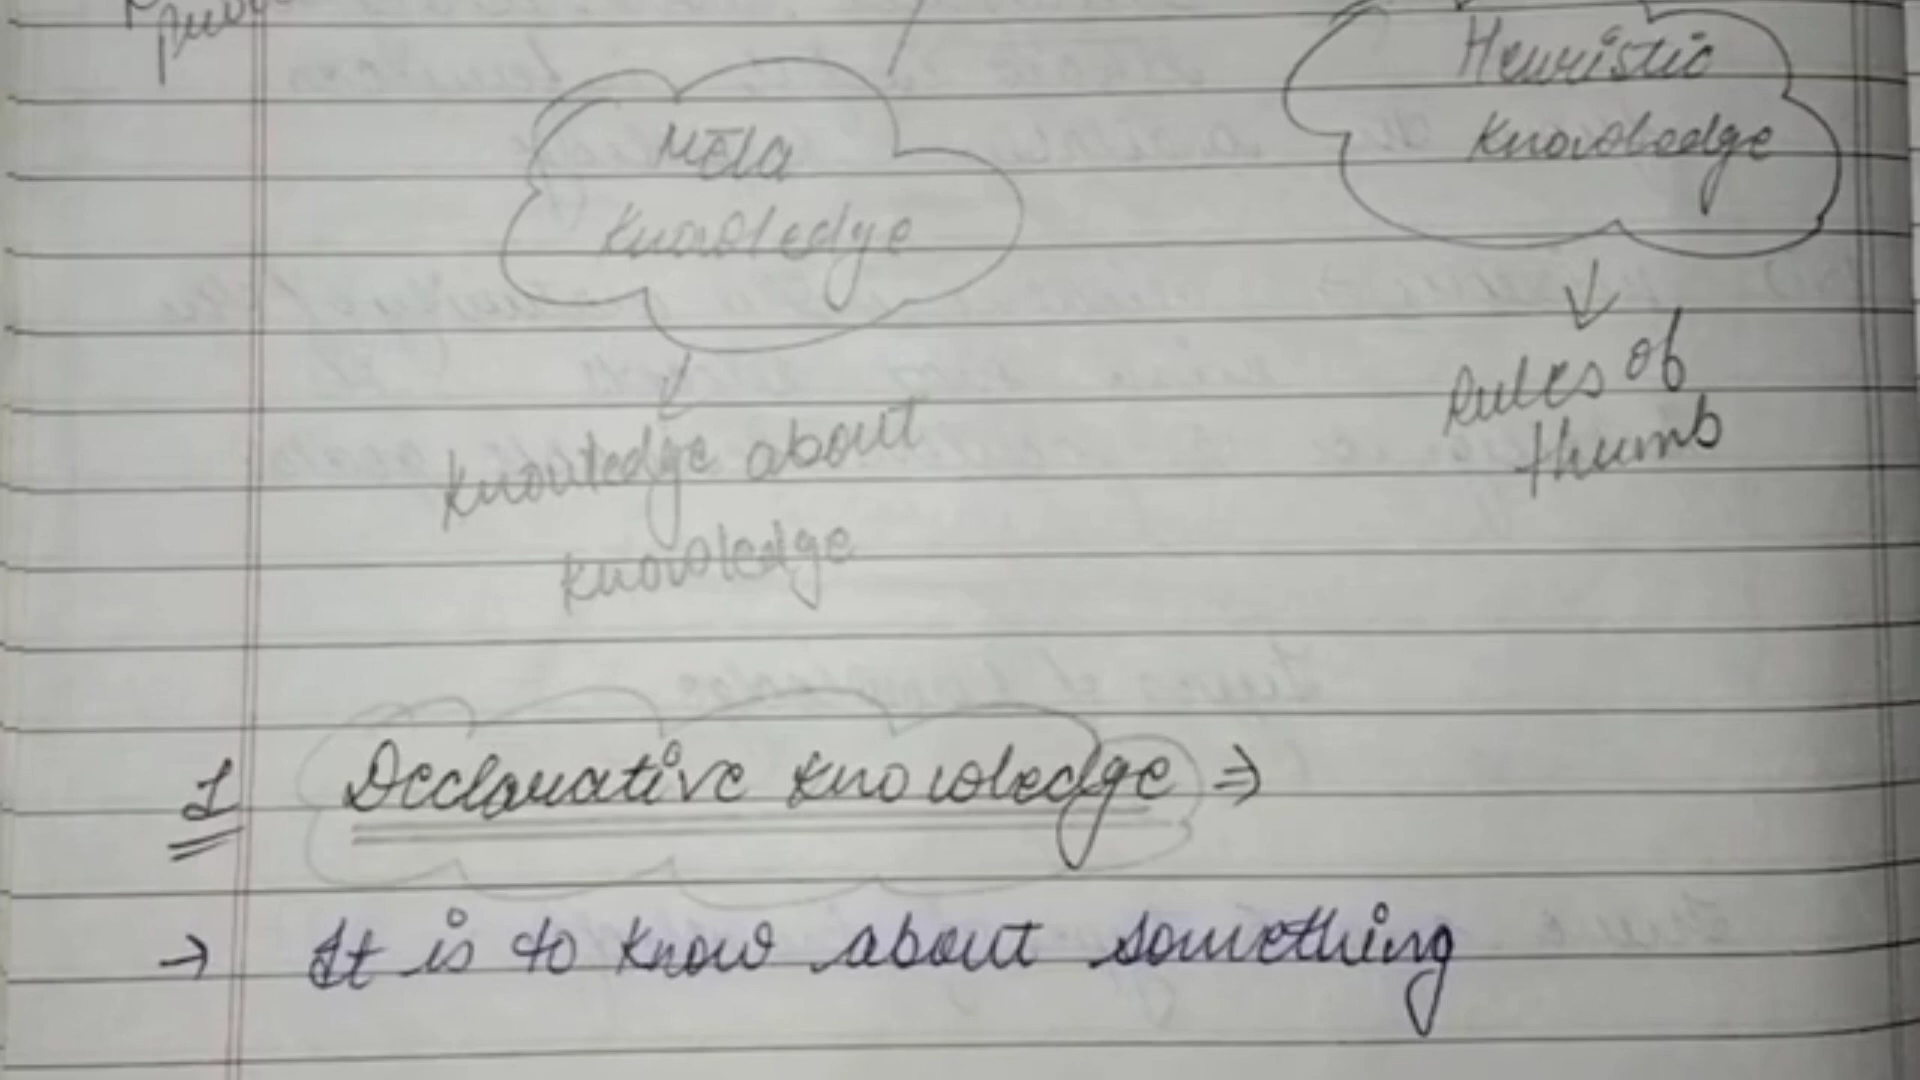 Meta
knowledge
Heuristic
knowledge
knowledge about
knowledge
Rules of
thumb
1 Declarative knowledge ⇒
→ It is to know about something